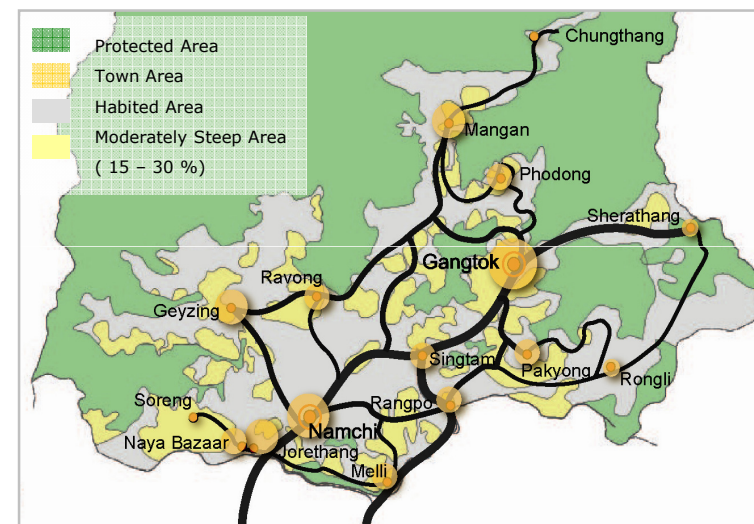 Protected Area
Town Area
Habited Area
Moderately Steep Area
( 15 – 30 %)
Chungthang
Mangan
Phodong
Sherathang
Gangtok
Ravong
Geyzing
Singtam
Pakyong
Rongli
Soreng
Rangpo
Namchi
Naya Bazaar
Jorethang
Melli